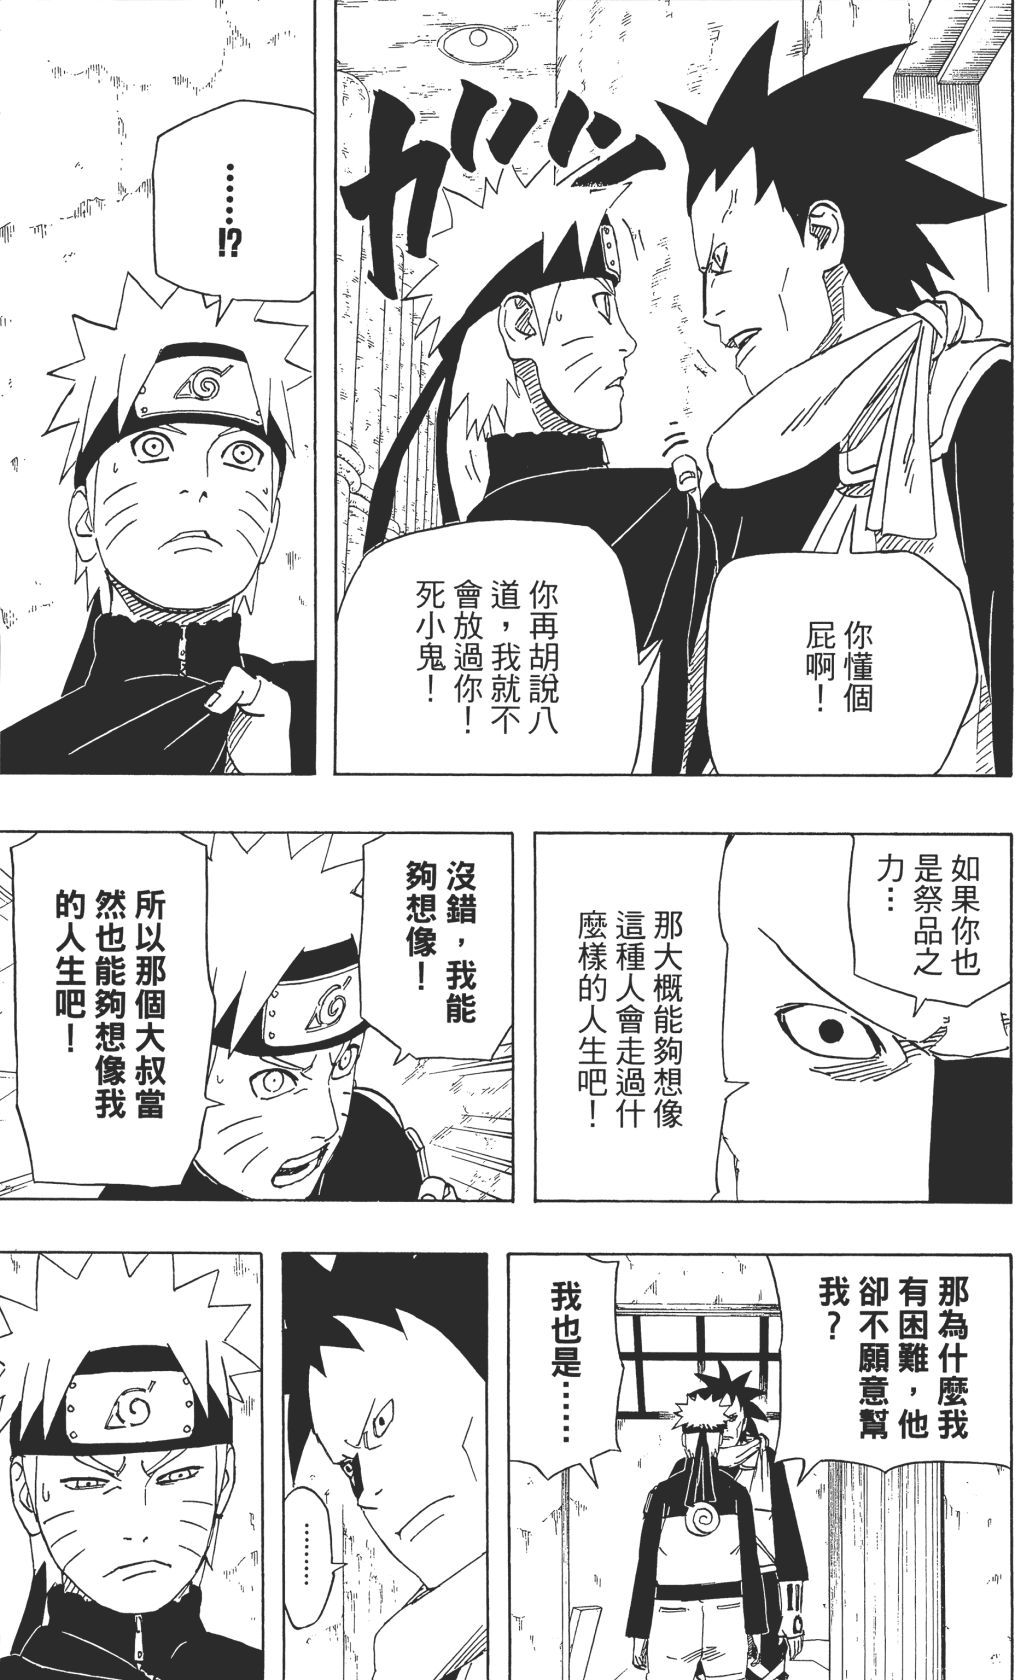 ガッ
你懂個
屁啊！
你再胡說八
道，我就不
會放過你！
死小鬼！
……!?
如果你也
是祭品之
力…
那大概能夠想像
這種人會走過什
麼樣的人生吧！
沒錯，我能
夠想像！
所以那個大叔當
然也能夠想像我
的人生吧！
那為什麼我
有困難，他
卻不願意幫
我？
我也是……
………